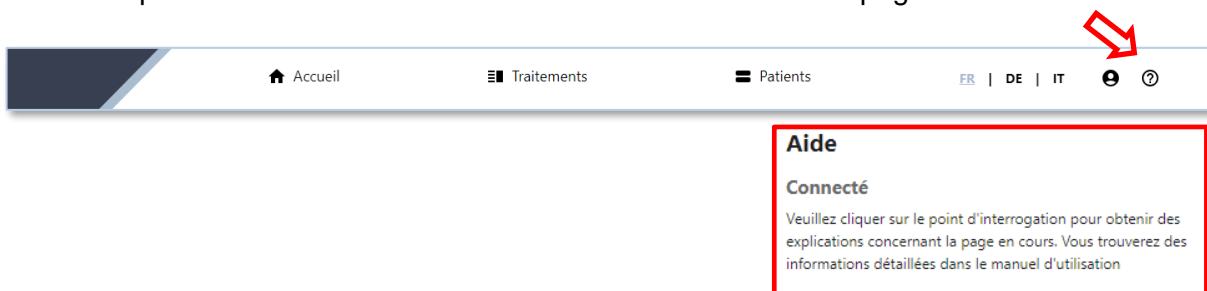 Accueil Traitements Patients FR | DE | IT
Aide
Connecté
Veuillez cliquer sur le point d'interrogation pour obtenir des
explications concernant la page en cours. Vous trouverez des
informations détaillées dans le manuel d'utilisation